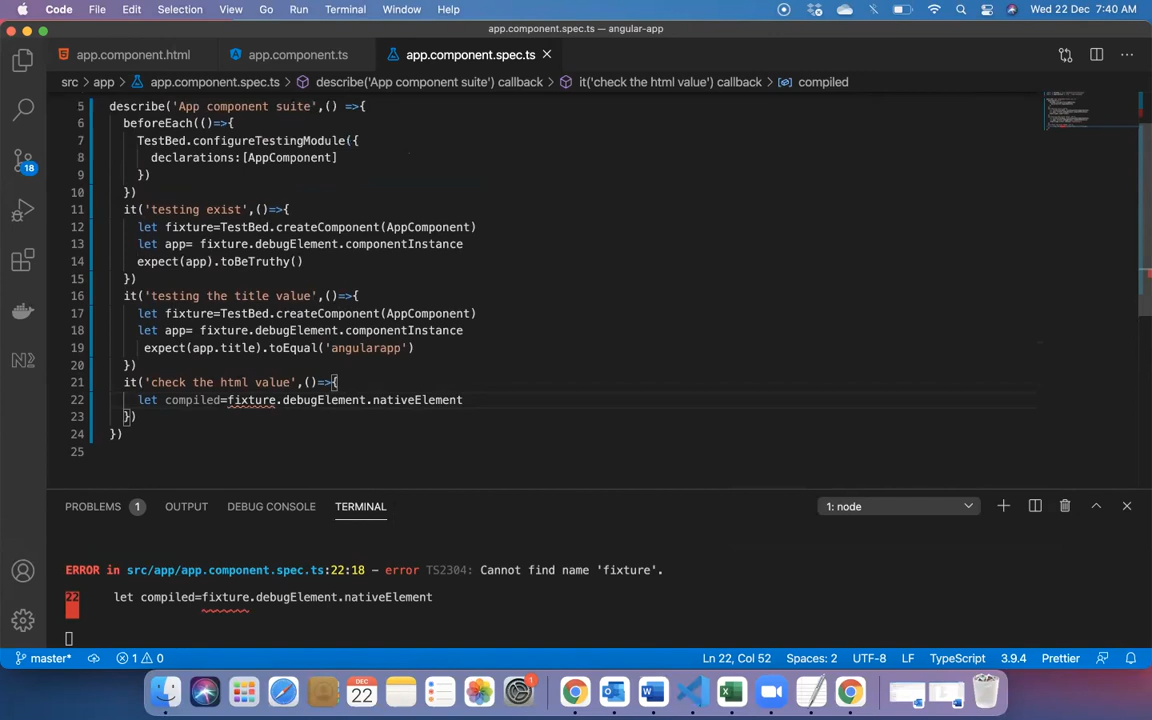 Code File Edit Selection View Go Run Terminal Window Help Wed 22 Dec 7:40 AM
app.component.spec.ts — angular-app
app.component.html app.component.ts app.component.spec.ts
src > app > app.component.spec.ts > describe('App component suite') callback > it('check the html value') callback > compiled
5 describe('App component suite',() =>{
6 beforeEach(()=>{
7 TestBed.configureTestingModule({
8 declarations:[AppComponent]
9 })
10 })
11 it('testing exist',()=>{
12 let fixture=TestBed.createComponent(AppComponent)
13 let app= fixture.debugElement.componentInstance
14 expect(app).toBeTruthy()
15 })
16 it('testing the title value',()=>{
17 let fixture=TestBed.createComponent(AppComponent)
18 let app= fixture.debugElement.componentInstance
19 expect(app.title).toEqual('angularapp')
20 })
21 it('check the html value',()=>{
22 let compiled=fixture.debugElement.nativeElement
23 })
24 })
25
18
PROBLEMS 1 OUTPUT DEBUG CONSOLE TERMINAL 1: node
ERROR in src/app/app.component.spec.ts:22:18 - error TS2304: Cannot find name 'fixture'.
22 let compiled=fixture.debugElement.nativeElement
master* 1 0 Ln 22, Col 52 Spaces: 2 UTF-8 LF TypeScript 3.9.4 Prettier
DEC
22
1